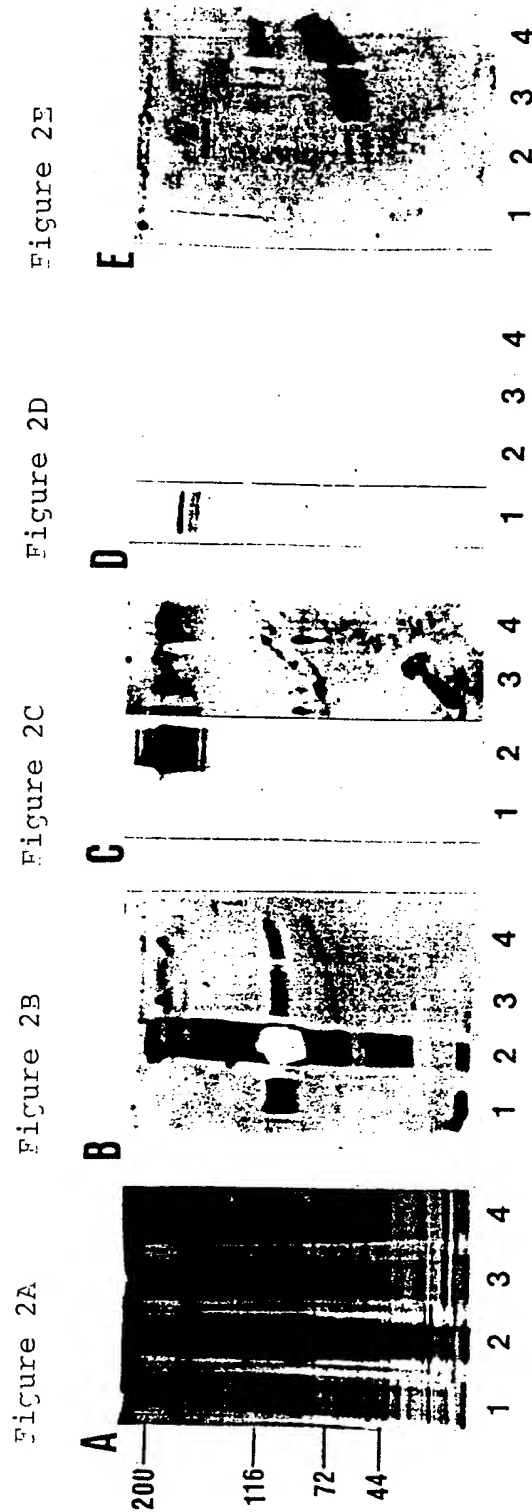 Figure 2A
Figure 2B
Figure 2C
Figure 2D
Figure 2E
A
B
C
D
E
200
116
72
44
1 2 3 4
1 2 3 4
1 2 3 4
1 2 3 4
1 2 3 4